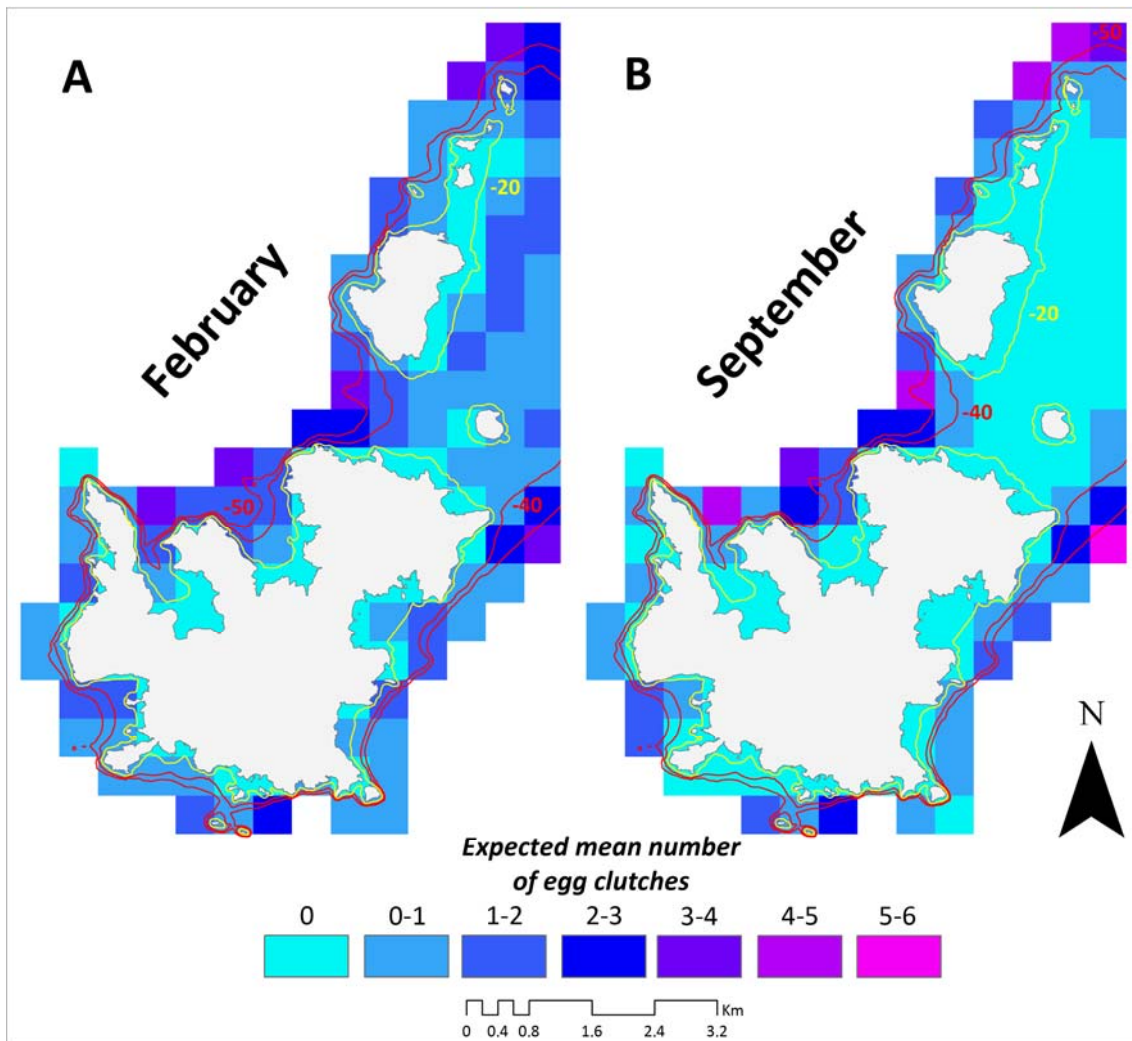 A
B
-50
-20
February
September
-20
-40
-50
-40
N
Expected mean number
of egg clutches
0 0-1 1-2 2-3 3-4 4-5 5-6
Km
0 0.4 0.8 1.6 2.4 3.2